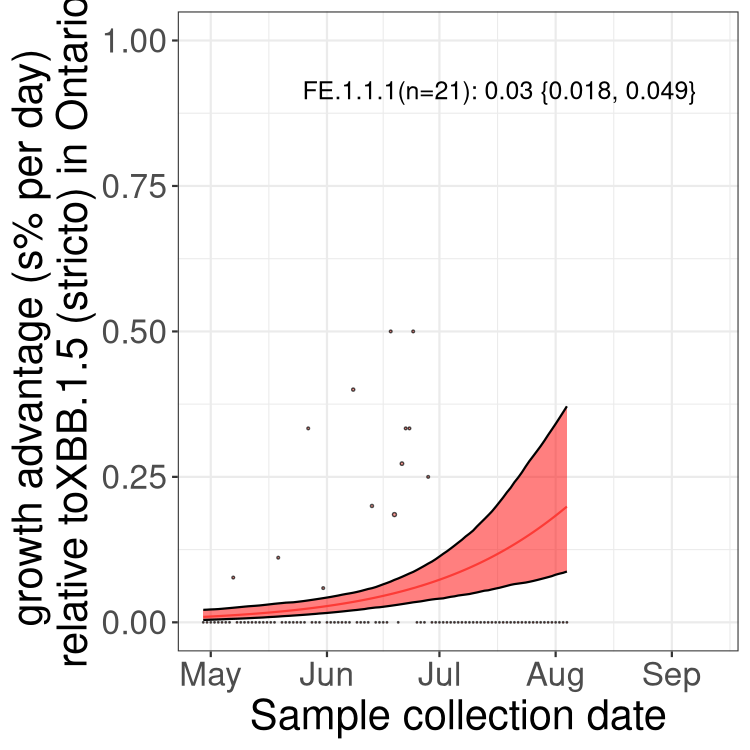 growth advantage (s% per day)
relative toXBB.1.5 (stricto) in Ontario
1.00
0.75
0.50
0.25
0.00
FE.1.1.1(n=21): 0.03 {0.018, 0.049}
May Jun Jul Aug Sep
Sample collection date